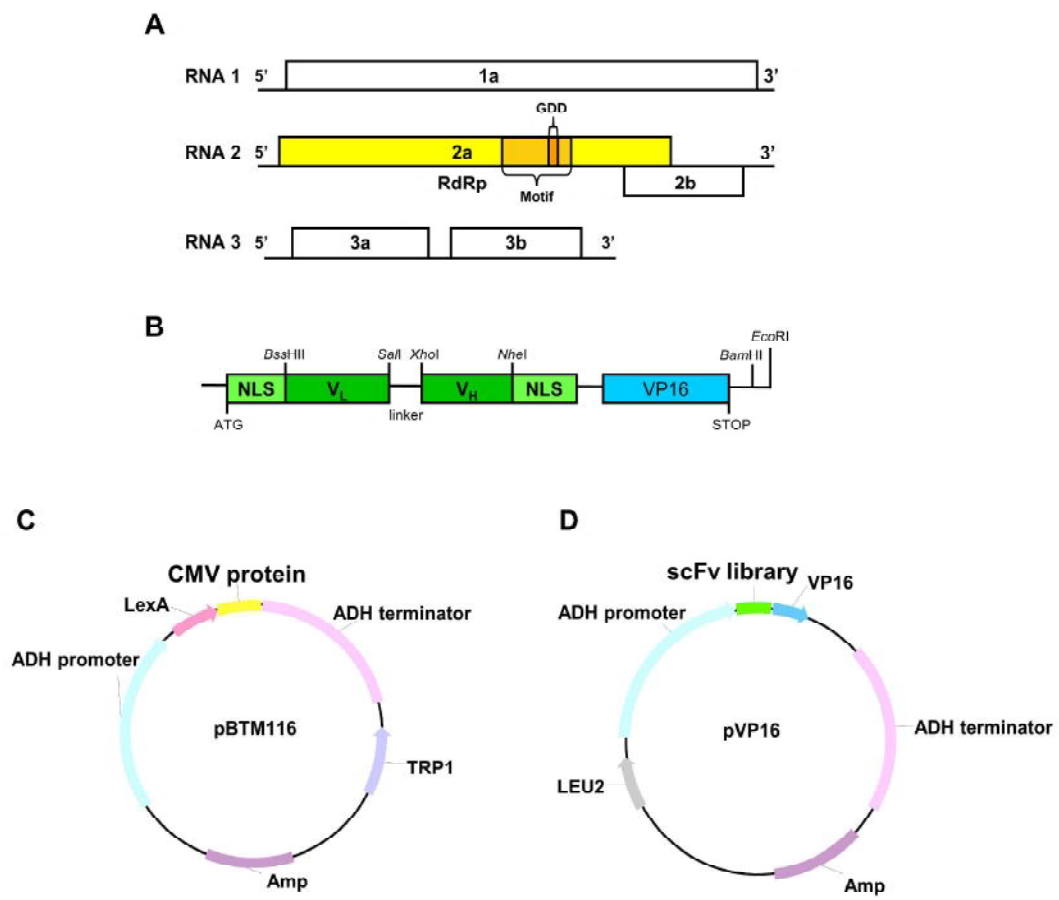 A
RNA 1 5' 1a 3'
GDD
RNA 2 5' 2a 3'
RdRp Motif 2b
RNA 3 5' 3a 3b 3'
B
EcoRI
BssHII SalI XhoI NheI BamHI
NLS VL VH NLS VP16
linker
ATG STOP
C
D
CMV protein
LexA
ADH terminator
ADH promoter
pBTM116
TRP1
Amp
scFv library
VP16
ADH promoter
pVP16
ADH terminator
LEU2
Amp